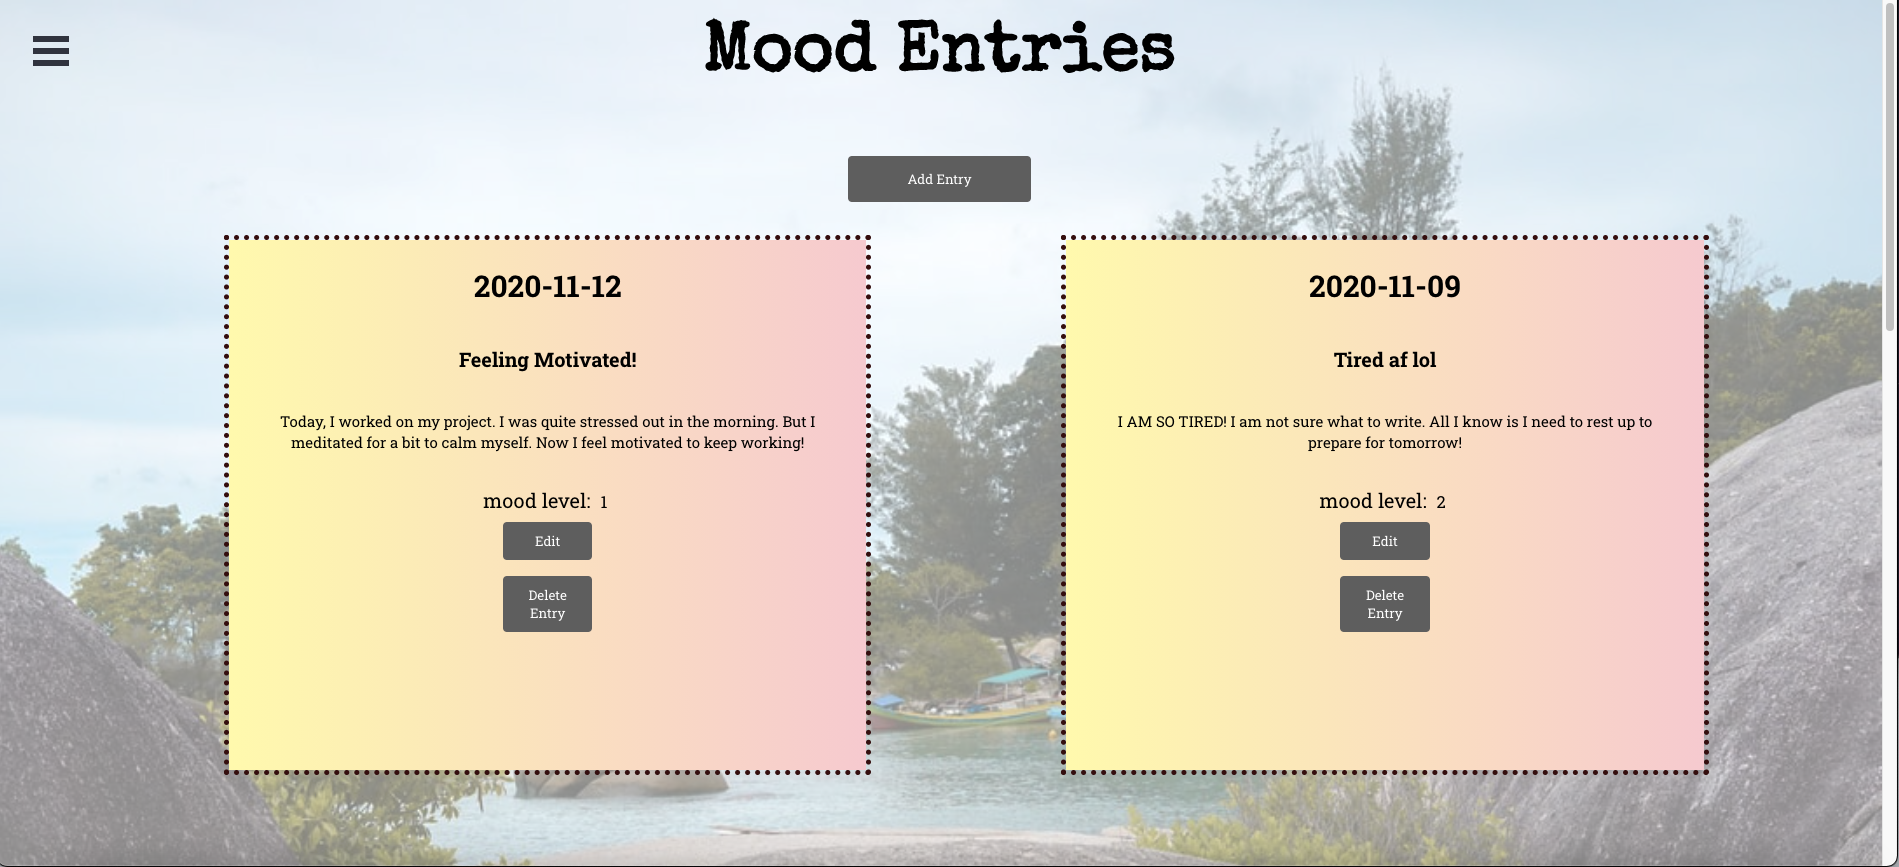 Mood Entries
Add Entry
2020-11-12
Feeling Motivated!
Today, I worked on my project. I was quite stressed out in the morning. But I
meditated for a bit to calm myself. Now I feel motivated to keep working!
mood level: 1
Edit
Delete
Entry
2020-11-09
Tired af lol
I AM SO TIRED! I am not sure what to write. All I know is I need to rest up to
prepare for tomorrow!
mood level: 2
Edit
Delete
Entry